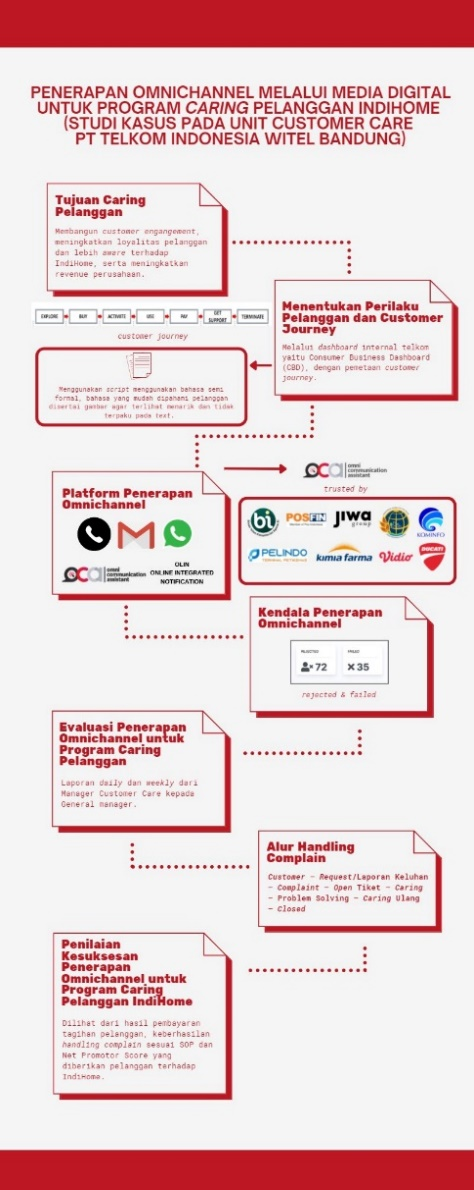 PENERAPAN OMNICHANNEL MELALUI MEDIA DIGITAL
UNTUK PROGRAM CARING PELANGGAN INDIHOME
(STUDI KASUS PADA UNIT CUSTOMER CARE
PT TELKOM INDONESIA WITEL BANDUNG)
Tujuan Caring
Pelanggan
Membangun customer engangement,
meningkatkan loyalitas pelanggan
dan lebih aware terhadap
IndiHome, serta meningkatkan
revenue perusahaan.
Menentukan Perilaku
Pelanggan dan Customer
Journey
Melalui dashboard internal telkom
yaitu Consumer Business Dashboard
(CBD), dengan pemetaan customer
journey.
EXPLORE
BUY
ACTIVATE
USE
PAY
GET
SUPPORT
TERMINATE
customer journey
Menggunakan script menggunakan bahasa semi
formal, bahasa yang mudah dipahami pelanggan
disertai gambar agar terlihat menarik dan tidak
terpaku pada text.
Platform Penerapan
Omnichannel
oca omni
communication
assistant
OLIN
ONLINE INTEGRATED
NOTIFICATION
oca omni
communication
assistant
trusted by
bi
POSFIN
JIWA
group
KOMINFO
PELINDO
kimia farma
Vidio
DUCATI
Kendala Penerapan
Omnichannel
REJECTED
FAILED
72
35
rejected & failed
Evaluasi Penerapan
Omnichannel untuk
Program Caring
Pelanggan
Laporan daily dan weekly dari
Manager Customer Care kepada
General manager.
Alur Handling
Complain
Customer - Request/Laporan Keluhan
- Complaint - Open Tiket - Caring
- Problem Solving - Caring Ulang
- Closed
Penilaian
Kesuksesan
Penerapan
Omnichannel untuk
Program Caring
Pelanggan IndiHome
Dilihat dari hasil pembayaran
tagihan pelanggan, keberhasilan
handling complain sesuai SOP dan
Net Promotor Score yang
diberikan pelanggan terhadap
IndiHome.